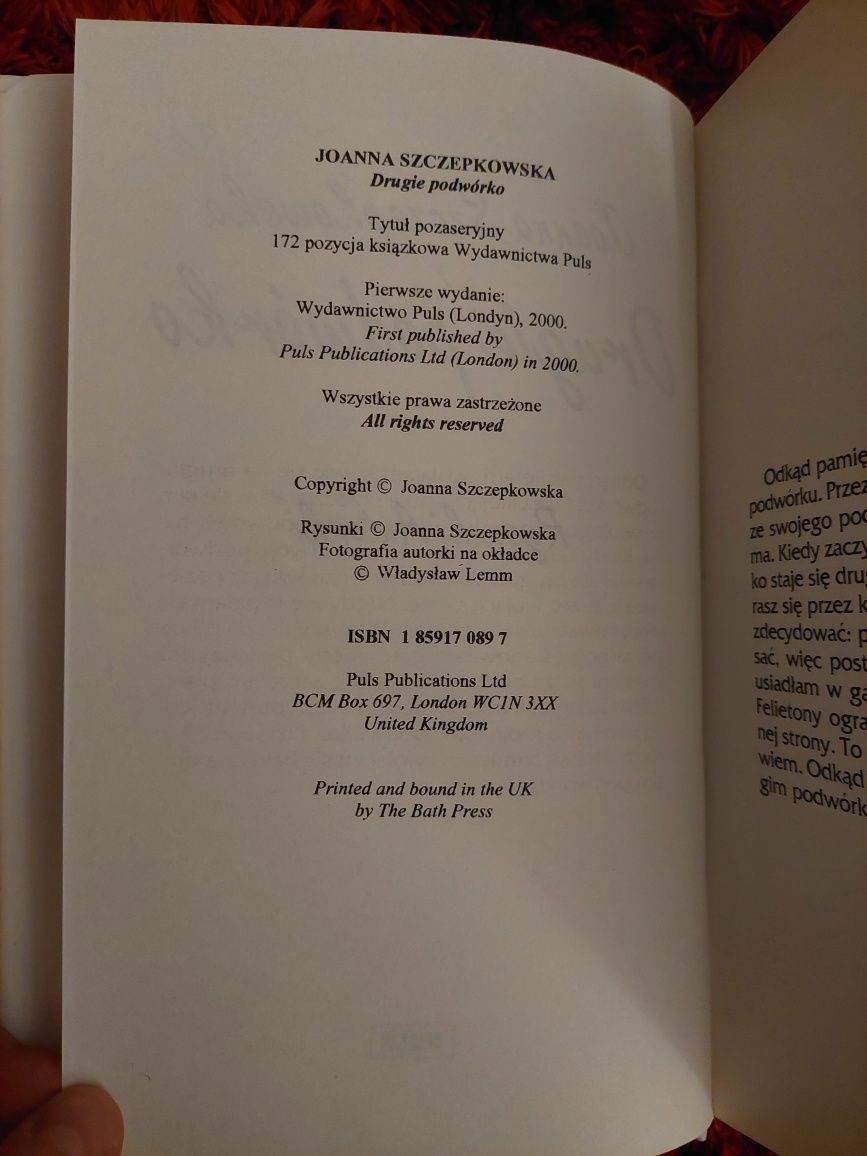 JOANNA SZCZEPKOWSKA
Drugie podwórko
Tytuł pozaseryjny
172 pozycja książkowa Wydawnictwa Puls
Pierwsze wydanie:
Wydawnictwo Puls (Londyn), 2000.
First published by
Puls Publications Ltd (London) in 2000.
Wszystkie prawa zastrzeżone
All rights reserved
Copyright © Joanna Szczepkowska
Rysunki © Joanna Szczepkowska
Fotografia autorki na okładce
© Władysław Lemm
ISBN 1 85917 089 7
Puls Publications Ltd
BCM Box 697, London WC1N 3XX
United Kingdom
Printed and bound in the UK
by The Bath Press
Odkąd pamię
podwórku. Przez
ze swojego
ma. Kiedy zaczy
ko staje się dru
rasz się przez k
zdecydować: p
sać, więc post
usiadłam w ga
Felietony ogra
nej strony. To
wiem. Odkąd
gim podwórk